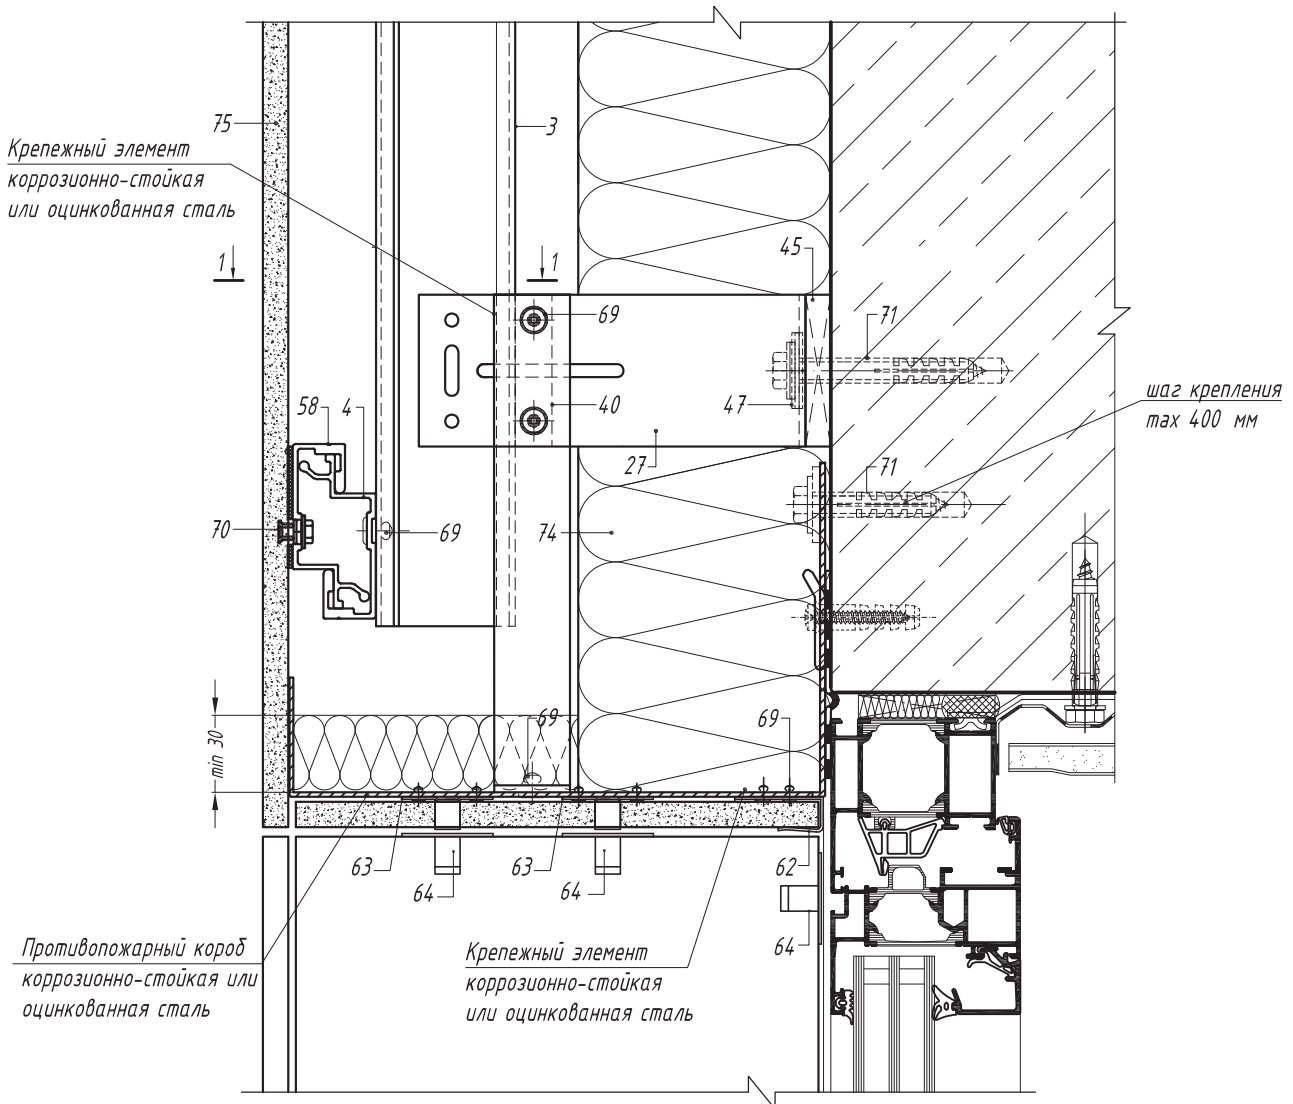 75
3
Крепежный элемент
коррозионно-стойкая
или оцинкованная сталь
1
1
45
69
71
шаг крепления
max 400 мм
58
4
40
47
27
71
70
69
74
min 30
69
69
63
64
63
64
62
64
Противопожарный короб
коррозионно-стойкая или
оцинкованная сталь
Крепежный элемент
коррозионно-стойкая
или оцинкованная сталь